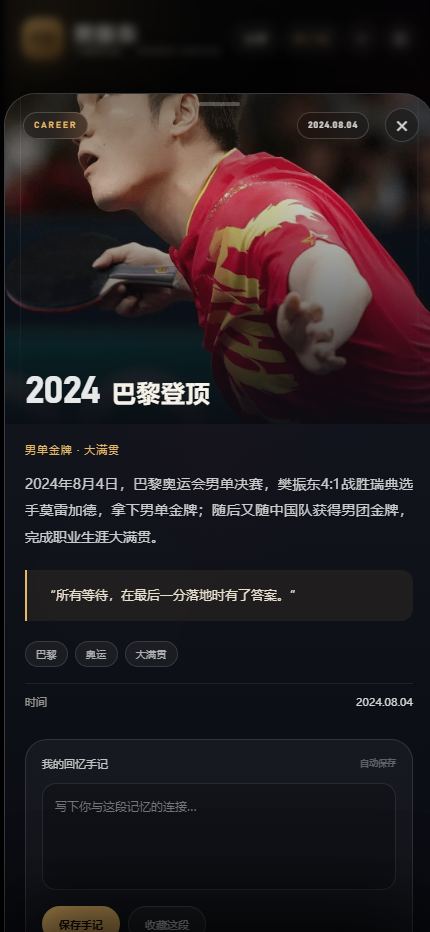 CAREER
2024.08.04
2024 巴黎登顶
男单金牌 · 大满贯
2024年8月4日，巴黎奥运会男单决赛，樊振东4:1战胜瑞典选
手莫雷加德，拿下男单金牌；随后又随中国队获得男团金牌，
完成职业生涯大满贯。
“所有等待，在最后一分落地时有了答案。”
巴黎 奥运 大满贯
时间 2024.08.04
我的回忆手记 自动保存
写下你与这段记忆的连接...
保存手记 收藏这段